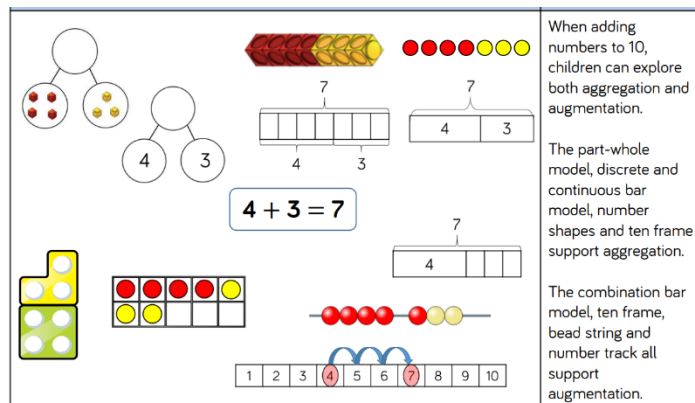 7
7
4
3
4
3
4
3
4 + 3 = 7
7
4
1 2 3 4 5 6 7 8 9 10
When adding
numbers to 10,
children can explore
both aggregation and
augmentation.
The part-whole
model, discrete and
continuous bar
model, number
shapes and ten frame
support aggregation.
The combination bar
model, ten frame,
bead string and
number track all
support
augmentation.